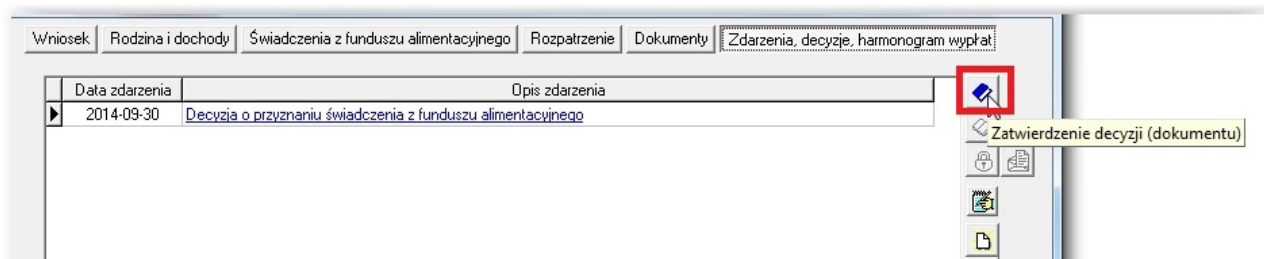 Wniosek Rodzina i dochody Świadczenia z funduszu alimentacyjnego Rozpatrzenie Dokumenty Zdarzenia, decyzje, harmonogram wypłat
Data zdarzenia Opis zdarzenia
2014-09-30 Decyzja o przyznaniu świadczenia z funduszu alimentacyjnego
Zatwierdzenie decyzji (dokumentu)